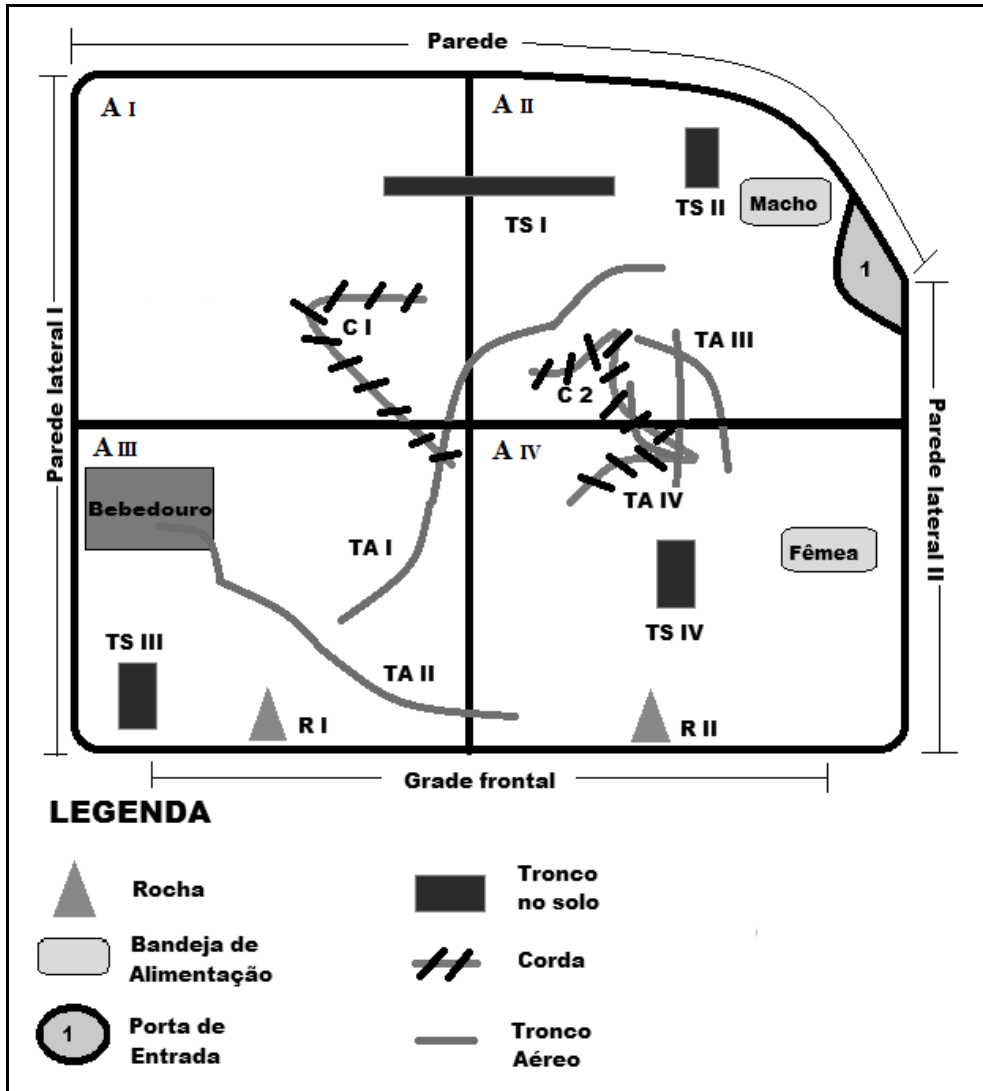 Parede
A I
A II
TS II
Macho
TS I
1
Parede lateral I
C I
TA III
C 2
Parede lateral II
A III
A IV
Bebedouro
TA IV
TA I
Fêmea
TS III
TS IV
TA II
R I
R II
Grade frontal
LEGENDA
Rocha
Tronco
no solo
Bandeja de
Alimentação
Corda
1
Porta de
Entrada
Tronco
Aéreo